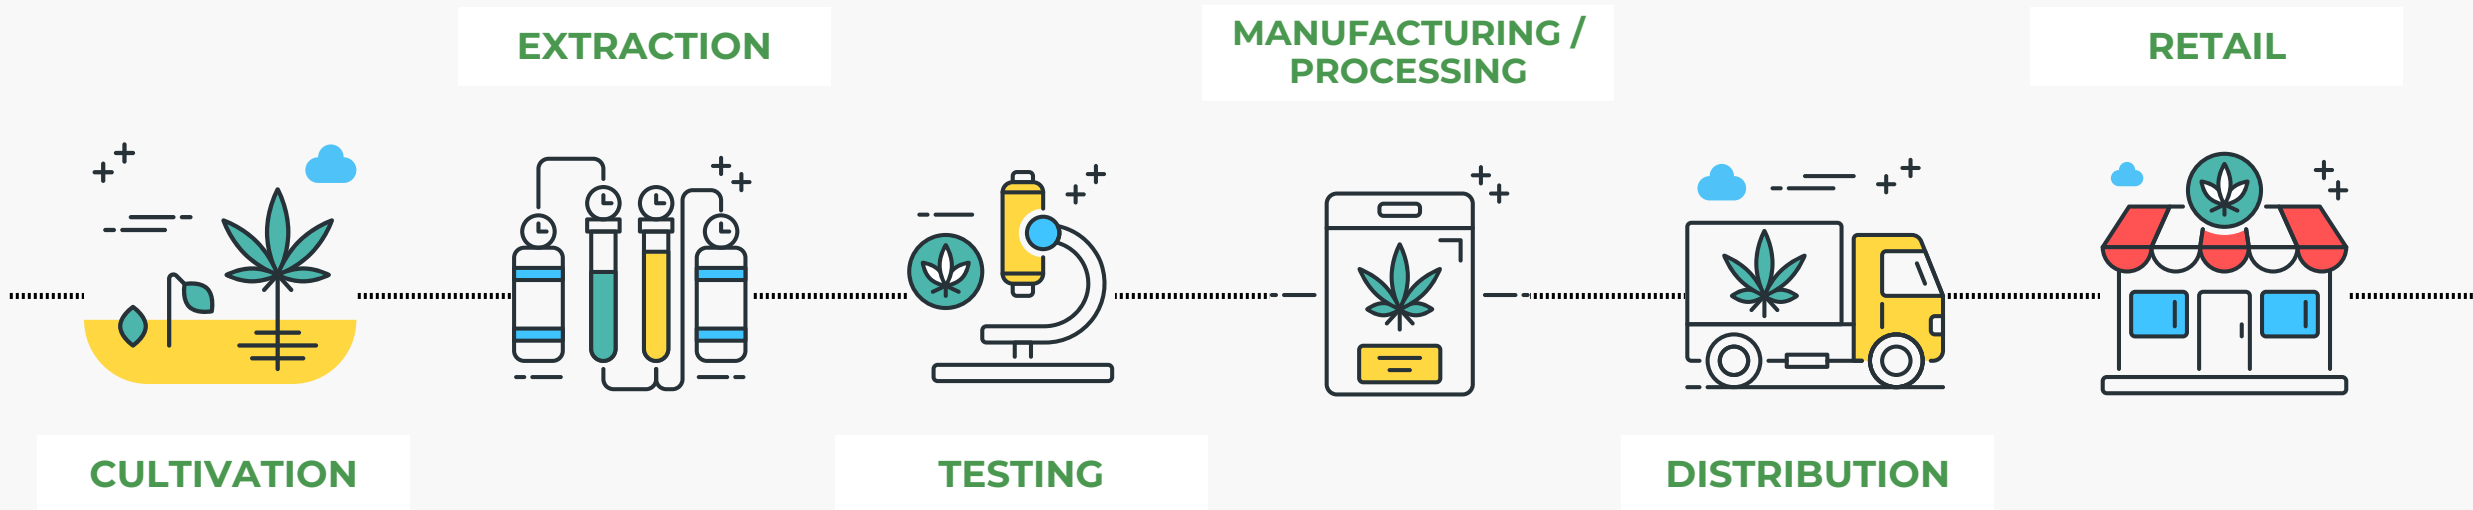 CULTIVATION
EXTRACTION
TESTING
MANUFACTURING /
PROCESSING
DISTRIBUTION
RETAIL